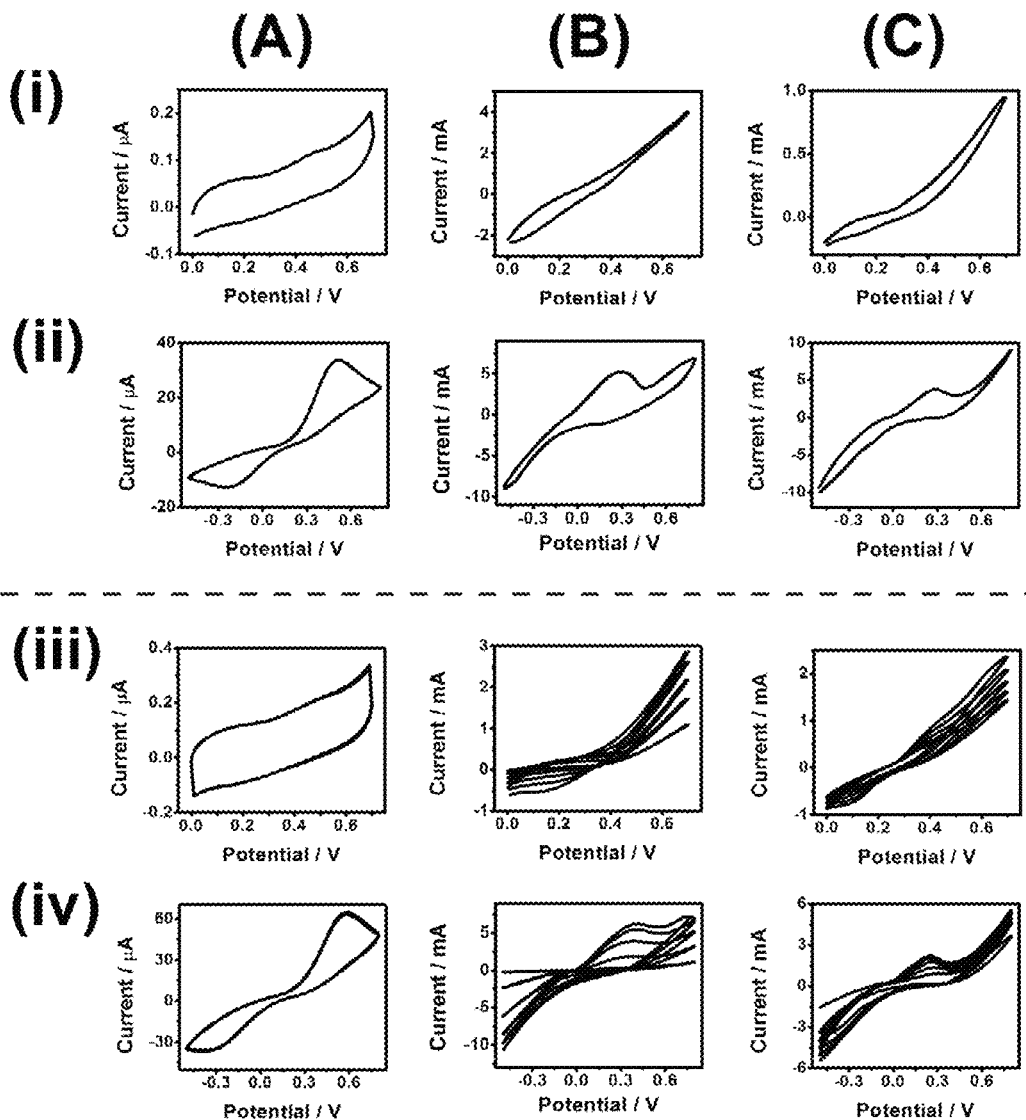 (A) (B) (C)
(i)
Current / μA
0.2
0.1
0.0
-0.1
0.0 0.2 0.4 0.6
Potential / V
Current / mA
4
2
0
-2
0.0 0.2 0.4 0.6
Potential / V
Current / mA
1.0
0.5
0.0
0.0 0.2 0.4 0.6
Potential / V
(ii)
Current / μA
40
20
0
-20
-0.3 0.0 0.3 0.6
Potential / V
Current / mA
5
0
-5
-10
-0.3 0.0 0.3 0.6
Potential / V
Current / mA
5
0
-5
-10
-0.3 0.0 0.3 0.6
Potential / V
(iii)
Current / μA
0.4
0.2
0.0
-0.2
0.0 0.2 0.4 0.6
Potential / V
Current / mA
3
2
1
0
-1
0.0 0.2 0.4 0.6
Potential / V
Current / mA
2
1
0
-1
0.0 0.2 0.4 0.6
Potential / V
(iv)
Current / μA
60
30
0
-30
-0.3 0.0 0.3 0.6
Potential / V
Current / mA
5
0
-5
-10
-0.3 0.0 0.3 0.6
Potential / V
Current / mA
6
3
0
-3
-6
-0.3 0.0 0.3 0.6
Potential / V